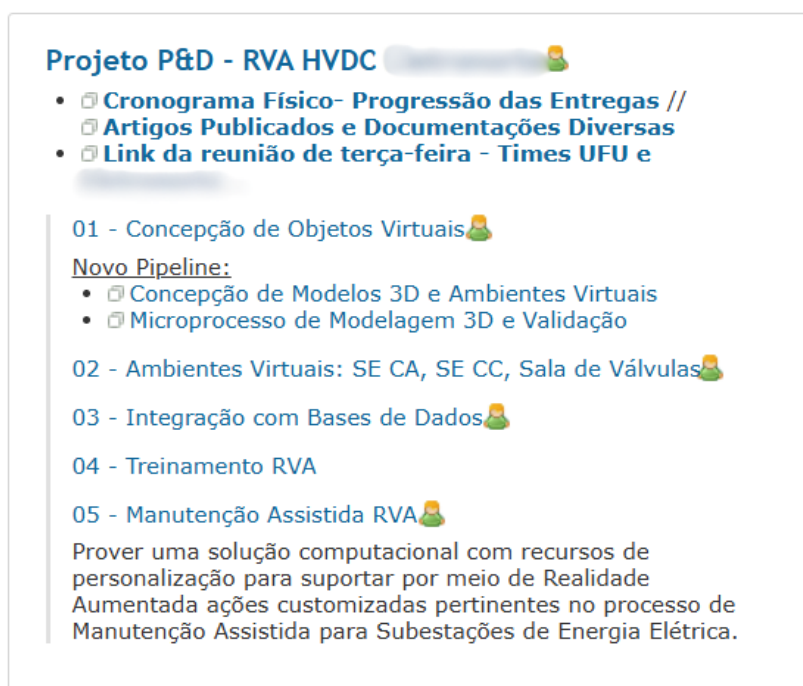 Projeto P&D - RVA HVDC
Cronograma Físico- Progressão das Entregas //
Artigos Publicados e Documentações Diversas
Link da reunião de terça-feira - Times UFU e
01 - Concepção de Objetos Virtuais
Novo Pipeline:
Concepção de Modelos 3D e Ambientes Virtuais
Microprocesso de Modelagem 3D e Validação
02 - Ambientes Virtuais: SE CA, SE CC, Sala de Válvulas
03 - Integração com Bases de Dados
04 - Treinamento RVA
05 - Manutenção Assistida RVA
Prover uma solução computacional com recursos de
personalização para suportar por meio de Realidade
Aumentada ações customizadas pertinentes no processo de
Manutenção Assistida para Subestações de Energia Elétrica.